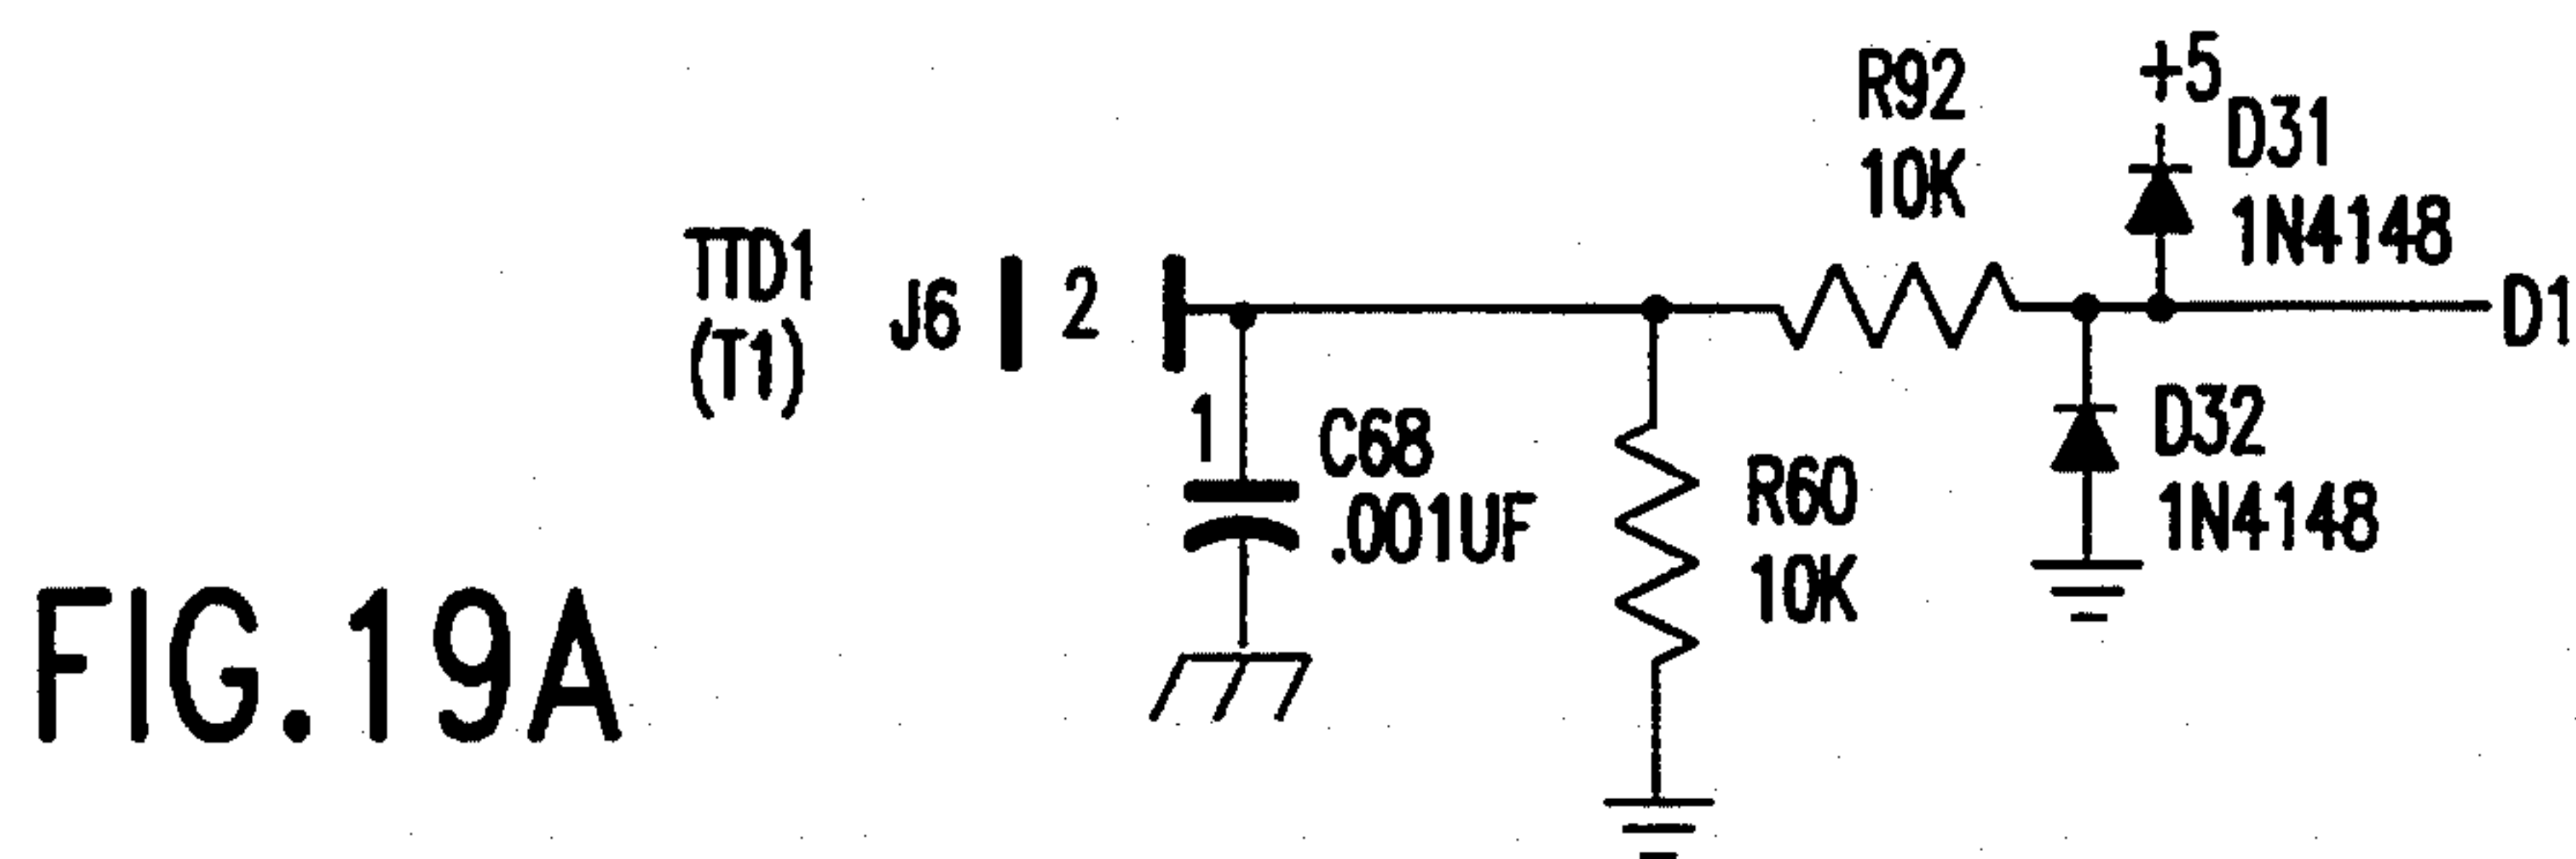 TTD1
(T1)
J6
2
1
C68
.001UF
R60
10K
R92
10K
+5
D31
1N4148
D1
D32
1N4148
FIG.19A